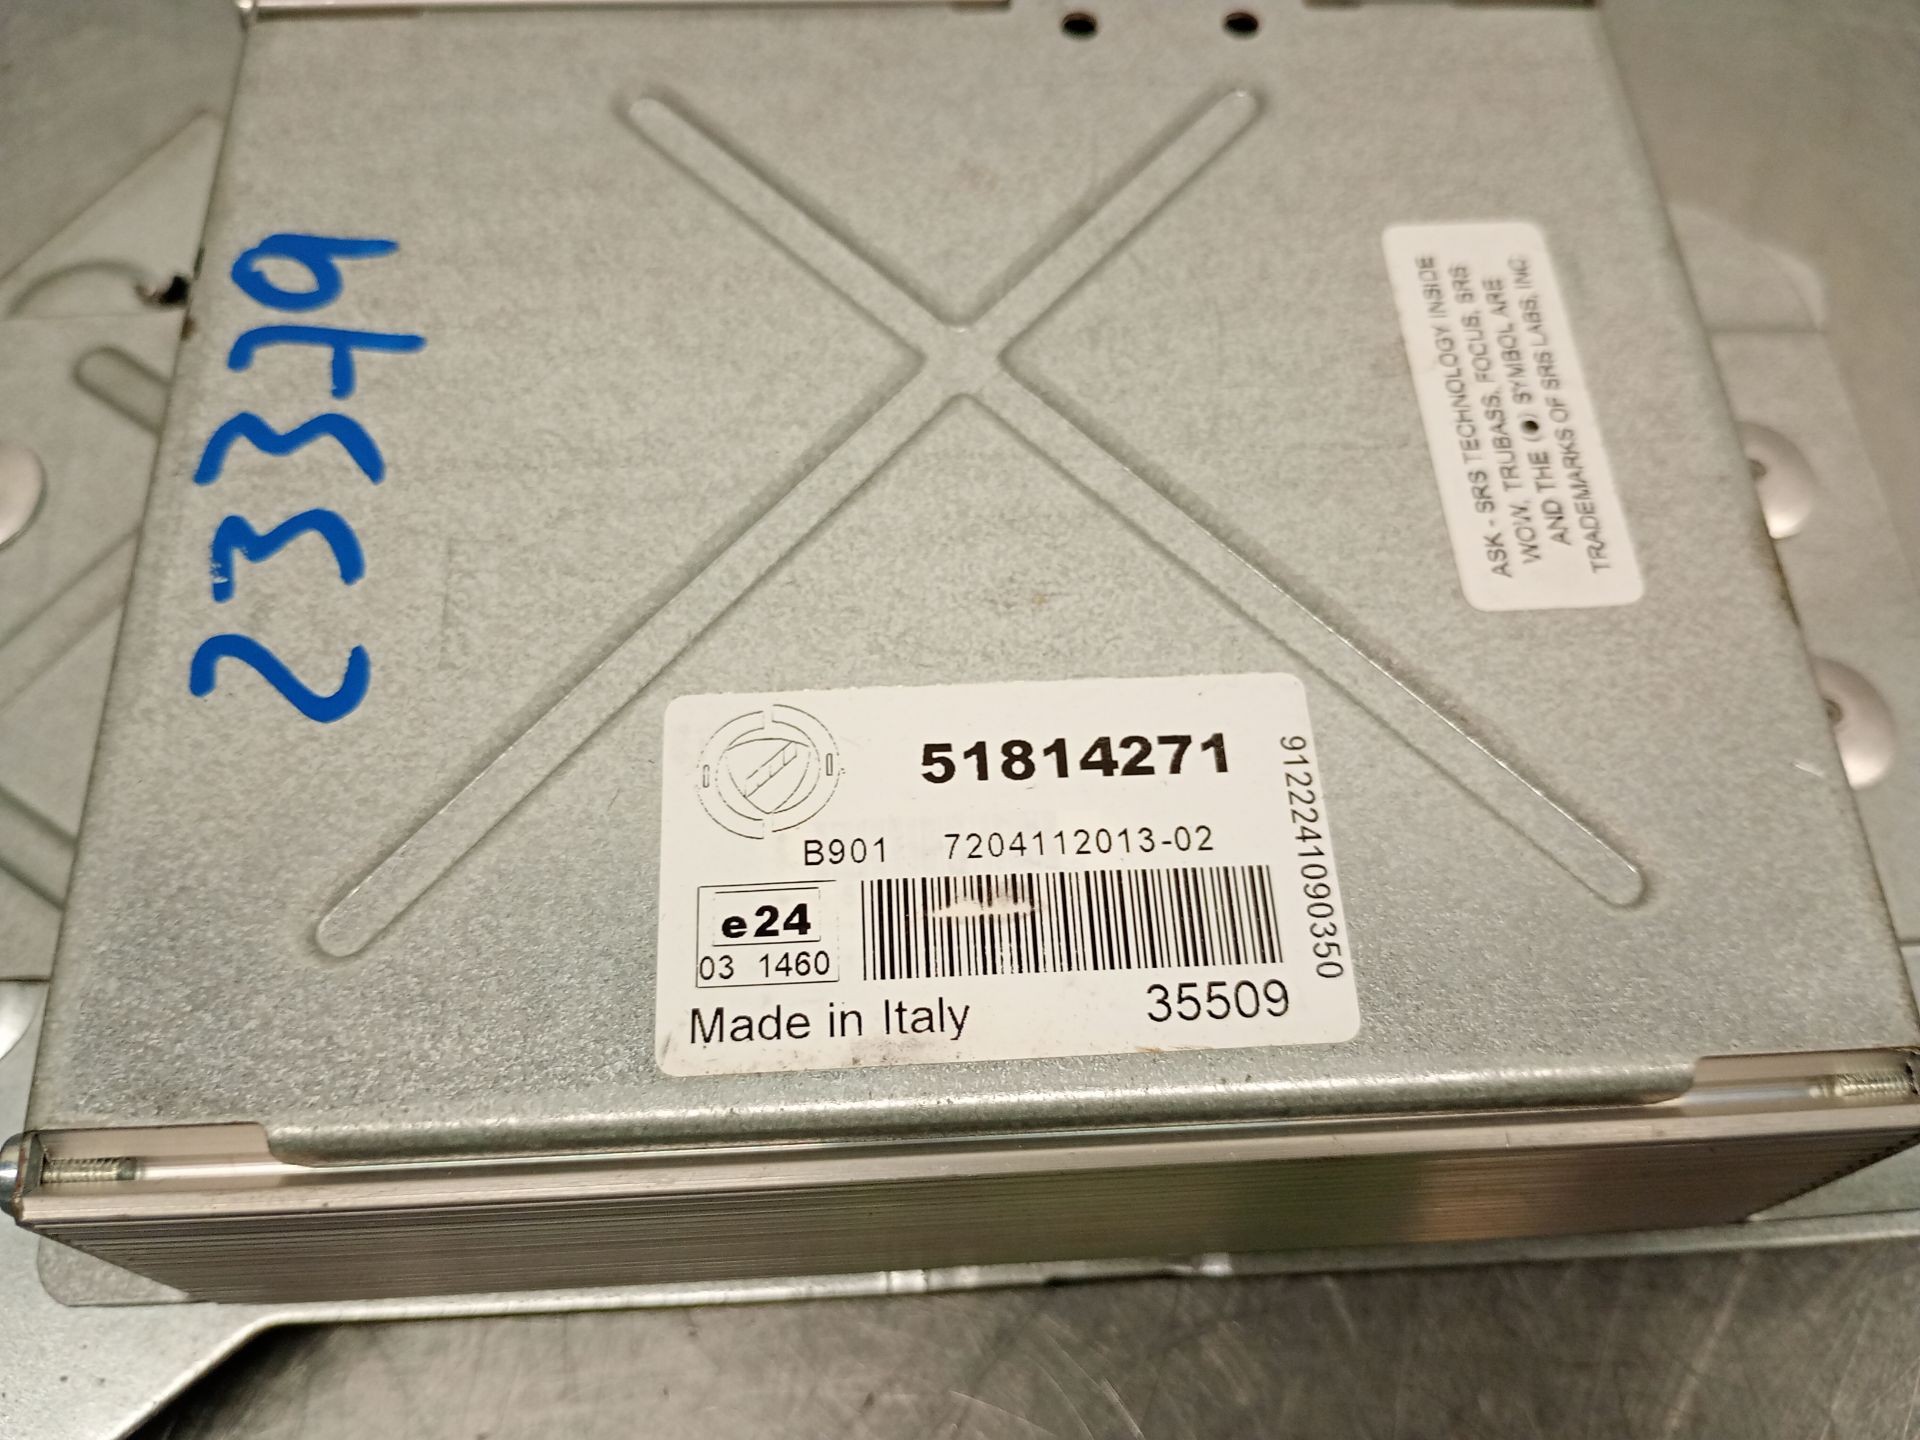 23379
ASK - SRS TECHNOLOGY INSIDE
WOW, TRUBASS, FOCUS, SRS
AND THE (●) SYMBOL ARE
TRADEMARKS OF SRS LABS, INC.
51814271
B901 7204112013-02
e24
03 1460
35509
Made in Italy
9122241090350